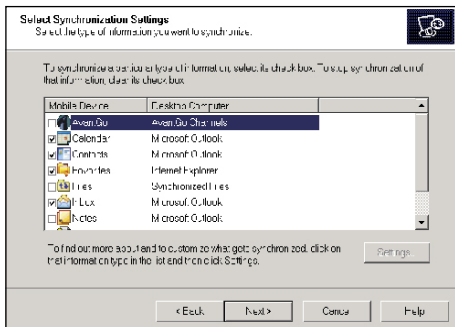 Select Synchronization Settings
Select the type of information you want to synchronize.
To synchronize a particular type of information, select its check box. To stop synchronization of
that information, clear its check box.
Mobile Device Desktop Computer
AvantGo AvantGo Channels
Calendar Microsoft Outlook
Contacts Microsoft Outlook
Favorites Internet Explorer
Files Synchronized Files
Inbox Microsoft Outlook
Notes Microsoft Outlook
To find out more about and to customize what gets synchronized, click on
that information type in the list and then click Settings.
Settings...
< Back Next > Cancel Help